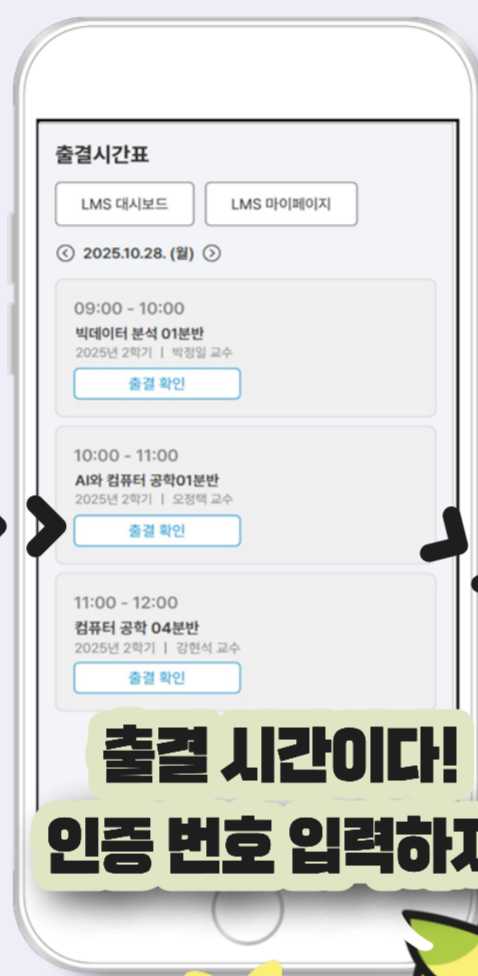 출결시간표
LMS 대시보드 LMS 마이페이지
2025.10.28. (월)
09:00 - 10:00
빅데이터 분석 01분반
2025년 2학기 | 박정일 교수
출결 확인
10:00 - 11:00
AI와 컴퓨터 공학01분반
2025년 2학기 | 오정택 교수
출결 확인
11:00 - 12:00
컴퓨터 공학 04분반
2025년 2학기 | 강현석 교수
출결 확인
출결 시간이다!
인증 번호 입력하자